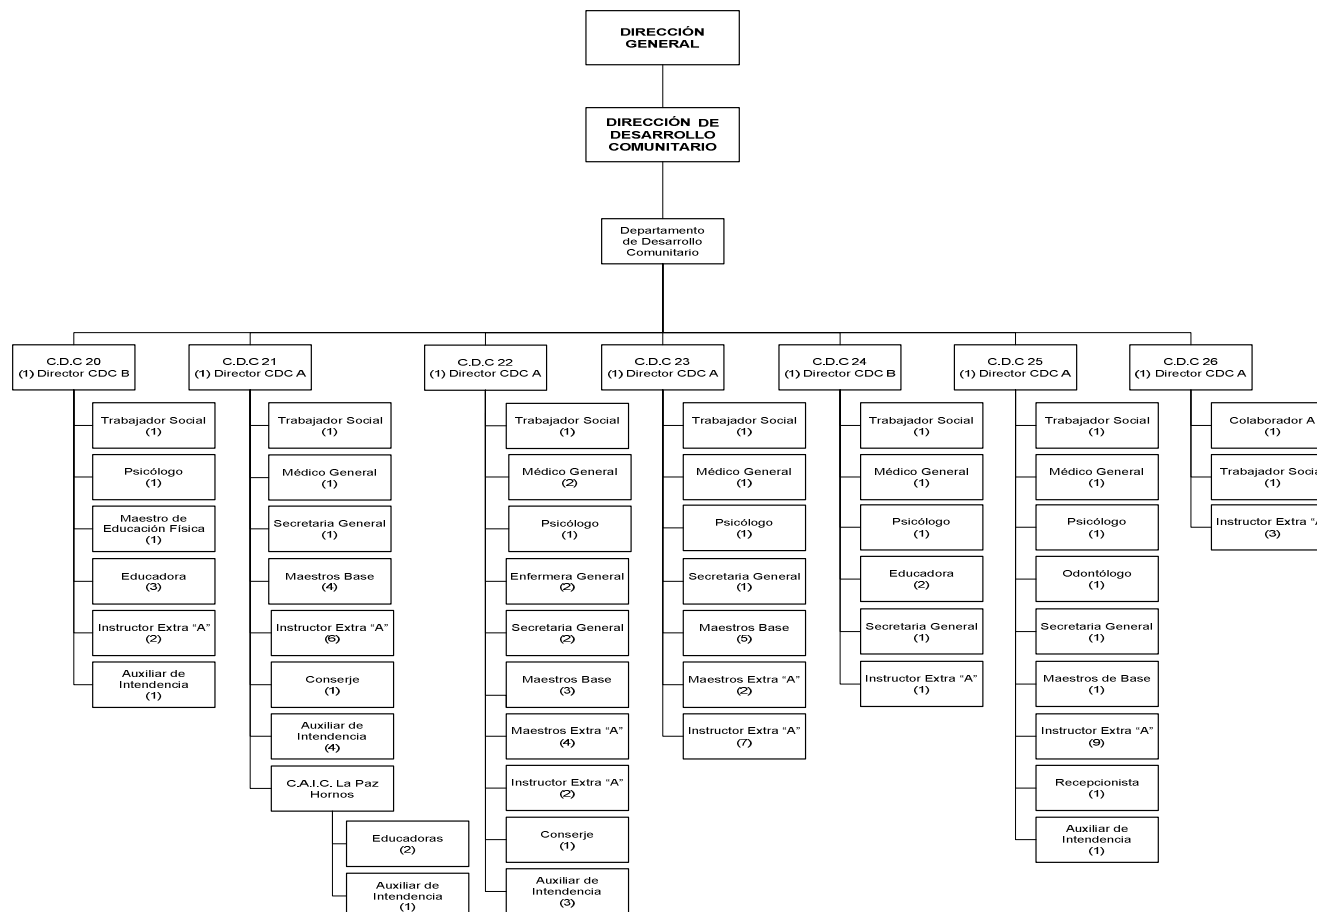 DIRECCIÓN
GENERAL
DIRECCIÓN DE
DESARROLLO
COMUNITARIO
Departamento
de Desarrollo
Comunitario
C.D.C 20
(1) Director CDC B
Trabajador Social
(1)
Psicólogo
(1)
Maestro de
Educación Física
(1)
Educadora
(3)
Instructor Extra “A”
(2)
Auxiliar de
Intendencia
(1)
C.D.C 21
(1) Director CDC A
Trabajador Social
(1)
Médico General
(1)
Secretaria General
(1)
Maestros Base
(4)
Instructor Extra “A”
(6)
Conserje
(1)
Auxiliar de
Intendencia
(4)
C.A.I.C. La Paz
Hornos
Educadoras
(2)
Auxiliar de
Intendencia
(1)
C.D.C 22
(1) Director CDC A
Trabajador Social
(1)
Médico General
(2)
Psicólogo
(1)
Enfermera General
(2)
Secretaria General
(2)
Maestros Base
(3)
Maestros Extra “A”
(4)
Instructor Extra “A”
(2)
Conserje
(1)
Auxiliar de
Intendencia
(3)
C.D.C 23
(1) Director CDC A
Trabajador Social
(1)
Médico General
(1)
Psicólogo
(1)
Secretaria General
(1)
Maestros Base
(5)
Maestros Extra “A”
(2)
Instructor Extra “A”
(7)
C.D.C 24
(1) Director CDC B
Trabajador Social
(1)
Médico General
(1)
Psicólogo
(1)
Educadora
(2)
Secretaria General
(1)
Instructor Extra “A”
(1)
C.D.C 25
(1) Director CDC A
Trabajador Social
(1)
Médico General
(1)
Psicólogo
(1)
Odontólogo
(1)
Secretaria General
(1)
Maestros de Base
(1)
Instructor Extra “A”
(9)
Recepcionista
(1)
Auxiliar de
Intendencia
(1)
C.D.C 26
(1) Director CDC A
Colaborador A
(1)
Trabajador
(1)
Instructor Extra
(3)